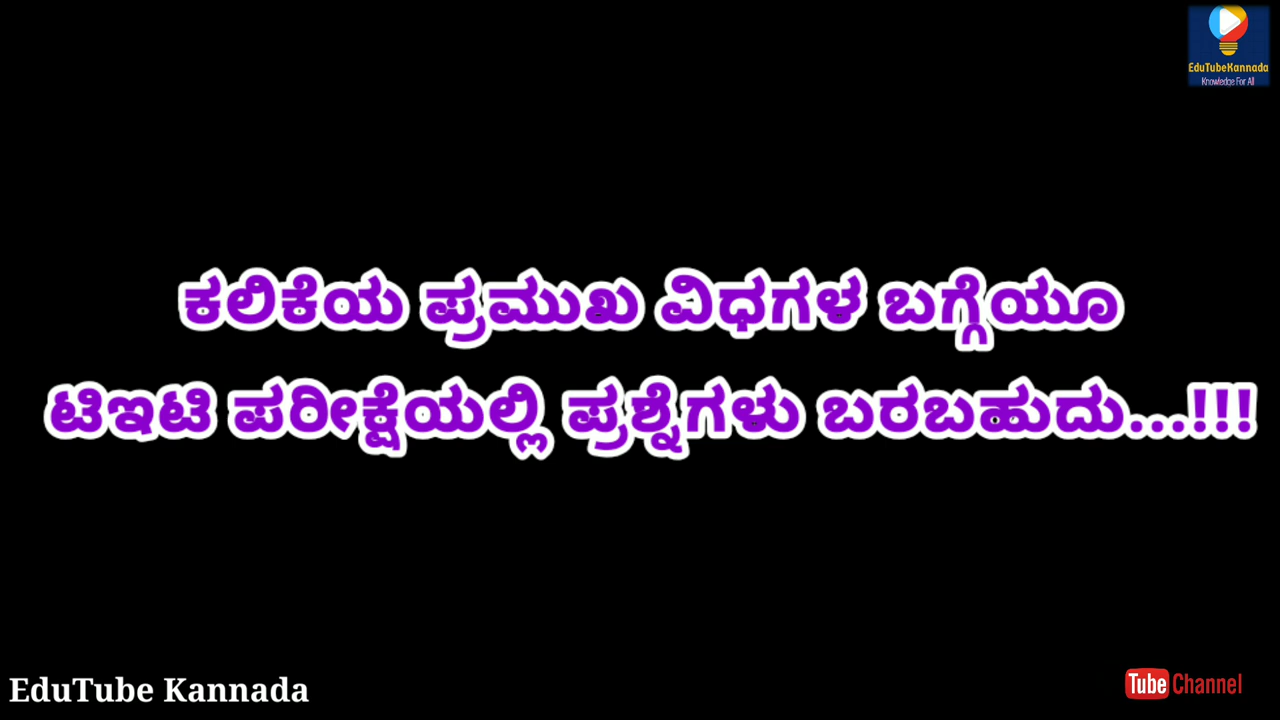 EduTubeKannada
Knowledge For All
ಕಲಿಕೆಯ ಪ್ರಮುಖ ವಿಧಗಳ ಬಗ್ಗೆಯೂ
ಟಿಇಟಿ ಪರೀಕ್ಷೆಯಲ್ಲಿ ಪ್ರಶ್ನೆಗಳು ಬರಬಹುದು...!!!
EduTube Kannada
Tube Channel